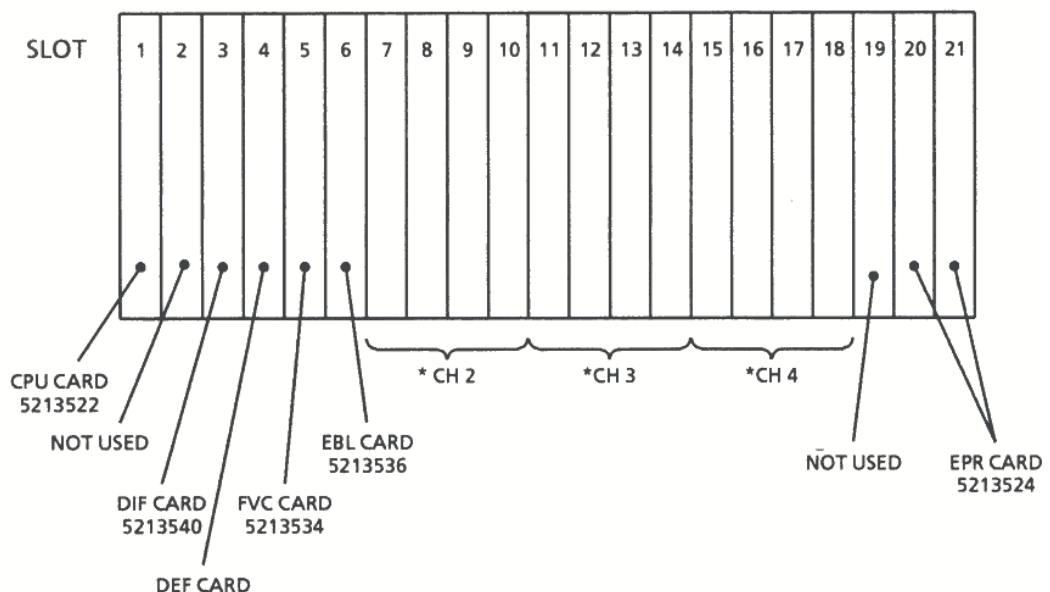 SLOT 1 2 3 4 5 6 7 8 9 10 11 12 13 14 15 16 17 18 19 20 21
* CH 2 *CH 3 *CH 4
CPU CARD
5213522
NOT USED
DIF CARD
5213540
DEF CARD
FVC CARD
5213534
EBL CARD
5213536
NOT USED
EPR CARD
5213524